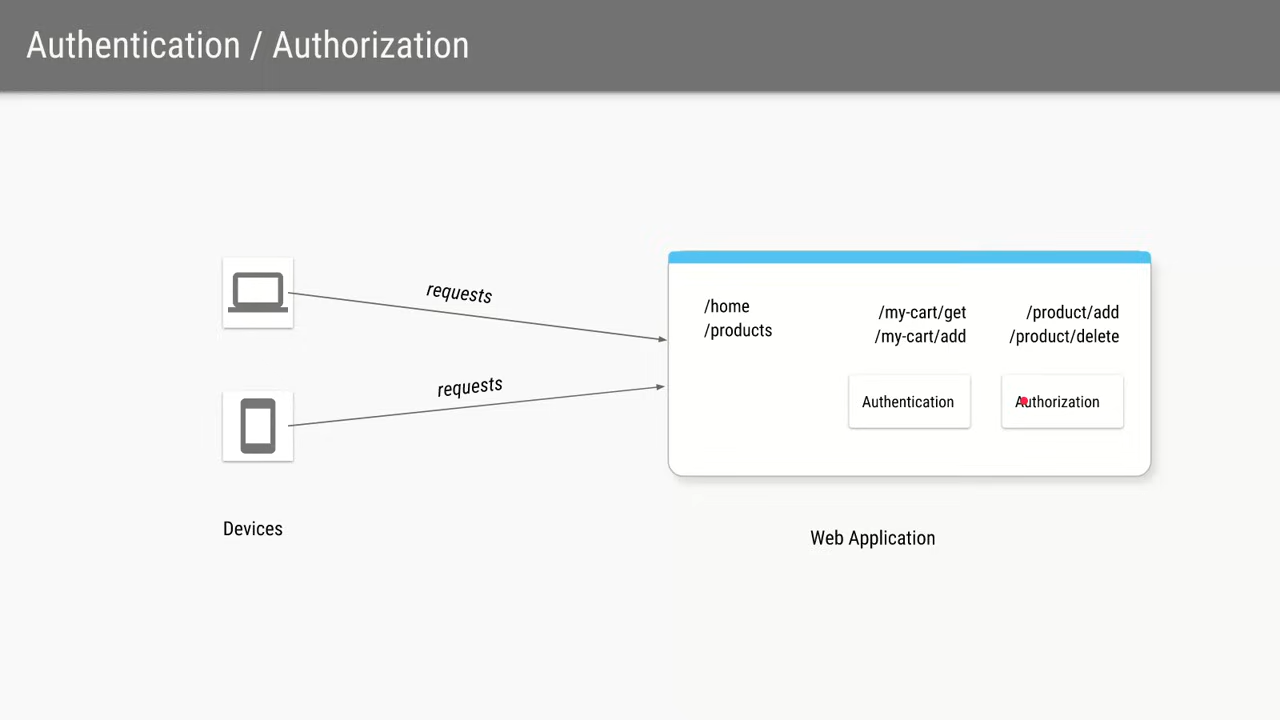 Authentication / Authorization
requests
requests
Devices
/home
/products
/my-cart/get
/my-cart/add
/product/add
/product/delete
Authentication
Authorization
Web Application